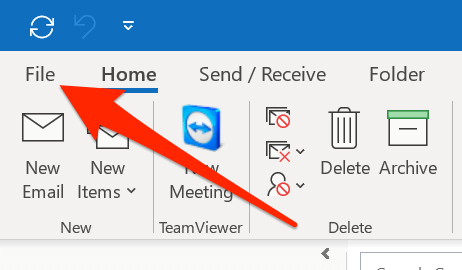 File Home Send / Receive Folder
New Email
New Items
New Meeting
Delete
Archive
New
TeamViewer
Delete